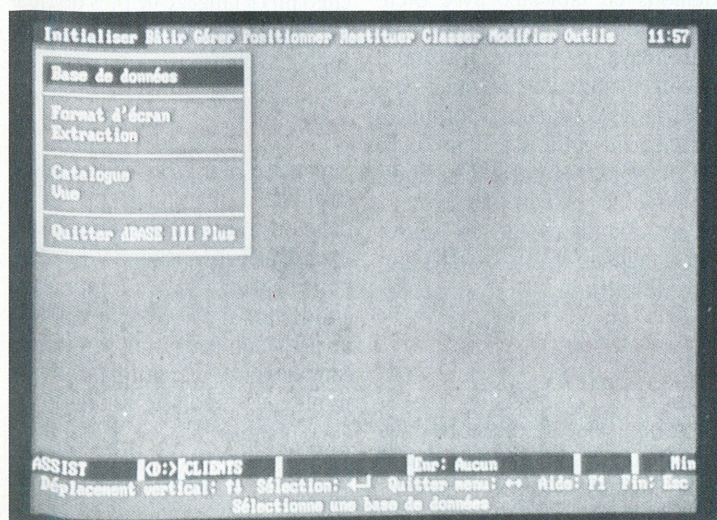 Initialiser Bâtir Gérer Positionner Restituer Classer Modifier Outils 11:57
Base de données
Format d'écran
Extraction
Catalogue
Vue
Quitter dBASE III Plus
ASSIST <D:> CLIENTS Enr: Aucun Min
Déplacement vertical: ↑↓ Sélection: ←┘ Quitter menu: ↔ Aide: F1 Fin: Esc
Sélectionne une base de données